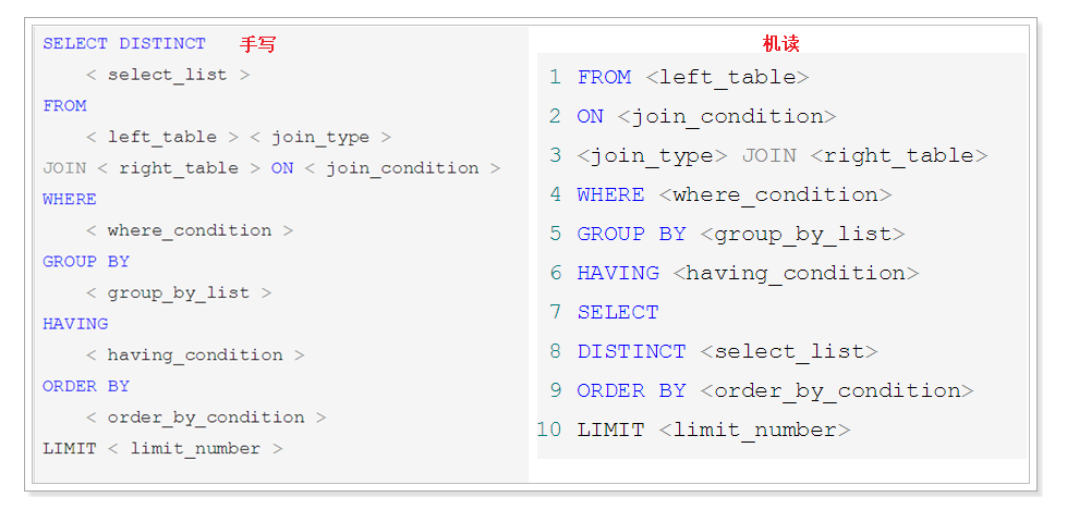 SELECT DISTINCT 手写
< select_list >
FROM
< left_table > < join_type >
JOIN < right_table > ON < join_condition >
WHERE
< where_condition >
GROUP BY
< group_by_list >
HAVING
< having_condition >
ORDER BY
< order_by_condition >
LIMIT < limit_number >
机读
1 FROM <left_table>
2 ON <join_condition>
3 <join_type> JOIN <right_table>
4 WHERE <where_condition>
5 GROUP BY <group_by_list>
6 HAVING <having_condition>
7 SELECT
8 DISTINCT <select_list>
9 ORDER BY <order_by_condition>
10 LIMIT <limit_number>